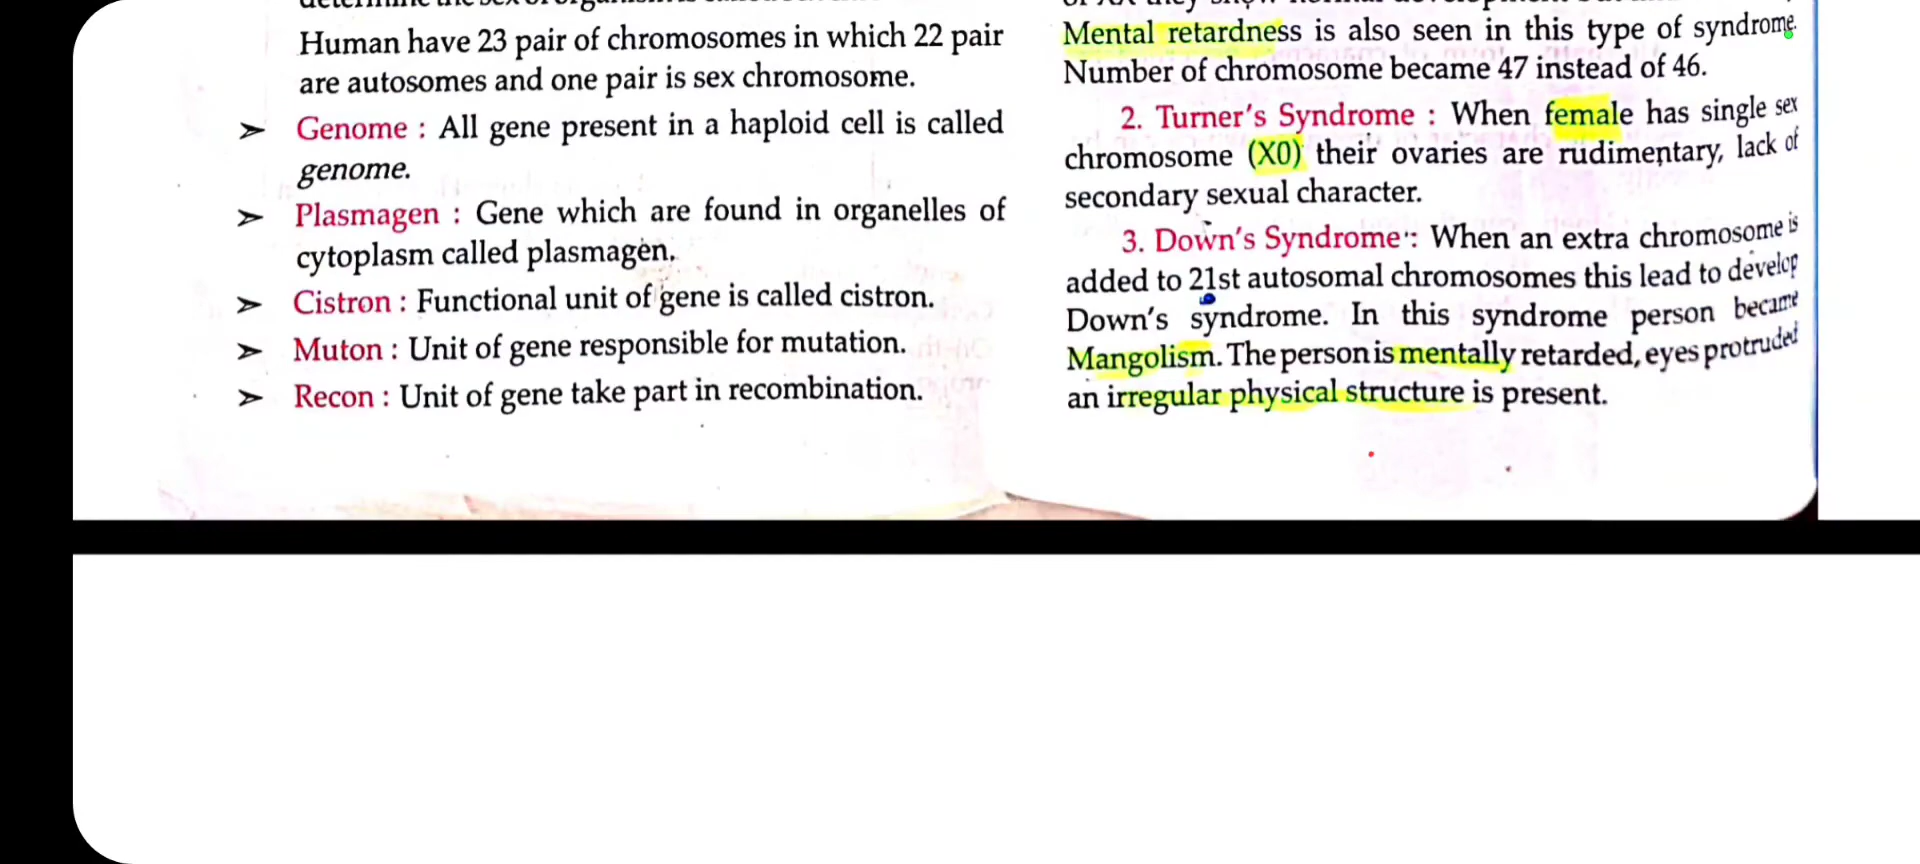 Human have 23 pair of chromosomes in which 22 pair
are autosomes and one pair is sex chromosome.
➢ Genome : All gene present in a haploid cell is called
genome.
➢ Plasmagen : Gene which are found in organelles of
cytoplasm called plasmagen.
➢ Cistron : Functional unit of gene is called cistron.
➢ Muton : Unit of gene responsible for mutation.
➢ Recon : Unit of gene take part in recombination.
Mental retardness is also seen in this type of syndrome.
Number of chromosome became 47 instead of 46.
2. Turner's Syndrome : When female has single sex
chromosome (X0) their ovaries are rudimentary, lack of
secondary sexual character.
3. Down's Syndrome : When an extra chromosome is
added to 21st autosomal chromosomes this lead to develop
Down's syndrome. In this syndrome person became
Mangolism. The person is mentally retarded, eyes protruded
an irregular physical structure is present.